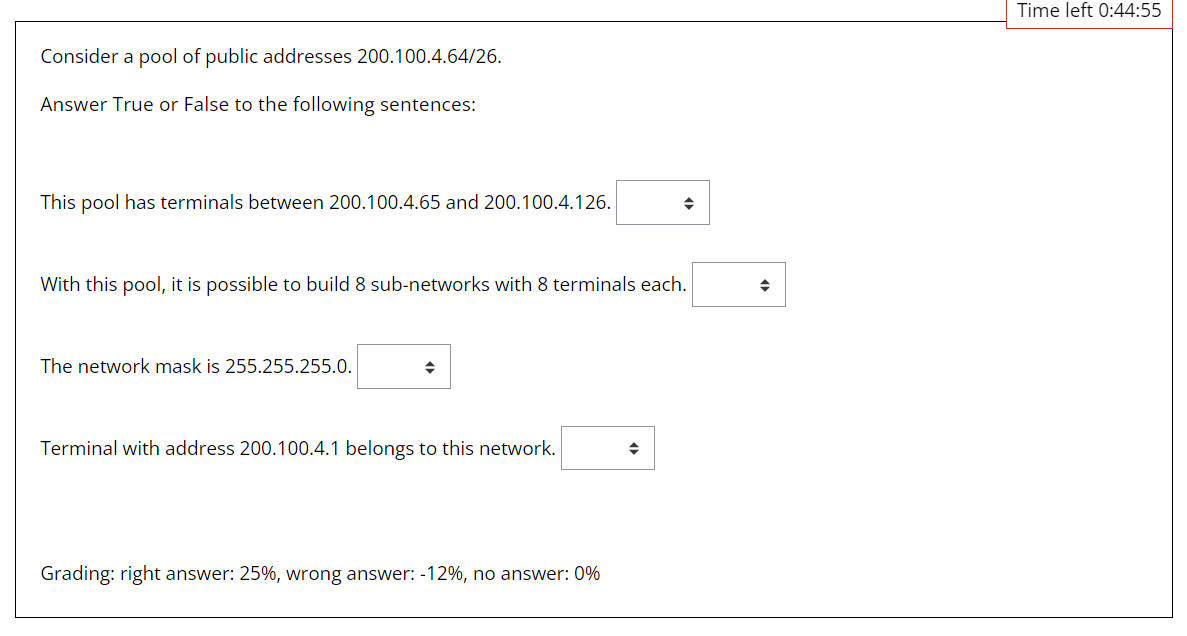 Time left 0:44:55
Consider a pool of public addresses 200.100.4.64/26.
Answer True or False to the following sentences:
This pool has terminals between 200.100.4.65 and 200.100.4.126.
With this pool, it is possible to build 8 sub-networks with 8 terminals each.
The network mask is 255.255.255.0.
Terminal with address 200.100.4.1 belongs to this network.
Grading: right answer: 25%, wrong answer: -12%, no answer: 0%